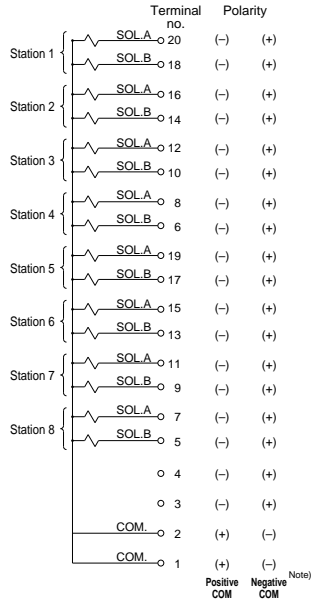 Terminal Polarity
no.
Station 1 SOL.A 20 (–) (+)
SOL.B 18 (–) (+)
Station 2 SOL.A 16 (–) (+)
SOL.B 14 (–) (+)
Station 3 SOL.A 12 (–) (+)
SOL.B 10 (–) (+)
Station 4 SOL.A 8 (–) (+)
SOL.B 6 (–) (+)
Station 5 SOL.A 19 (–) (+)
SOL.B 17 (–) (+)
Station 6 SOL.A 15 (–) (+)
SOL.B 13 (–) (+)
Station 7 SOL.A 11 (–) (+)
SOL.B 9 (–) (+)
Station 8 SOL.A 7 (–) (+)
SOL.B 5 (–) (+)
4 (–) (+)
3 (–) (+)
COM. 2 (+) (–)
COM. 1 (+) (–)
Positive Negative Note)
COM COM